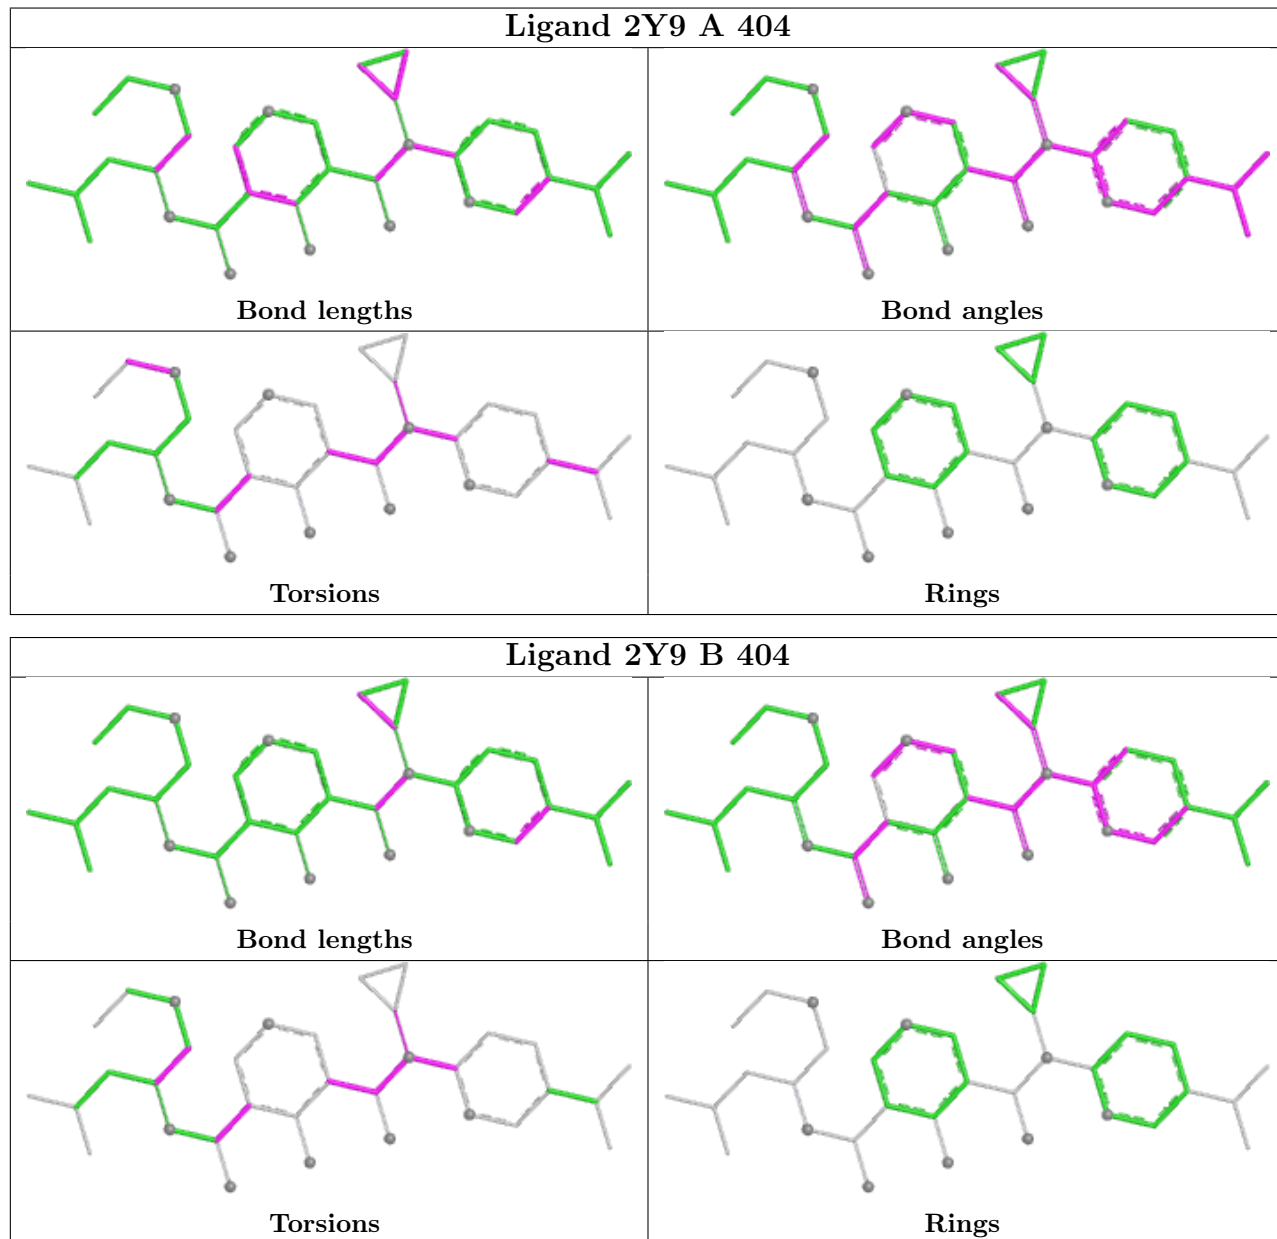 Ligand 2Y9 A 404
Bond lengths
Bond angles
Torsions
Rings
Ligand 2Y9 B 404
Bond lengths
Bond angles
Torsions
Rings